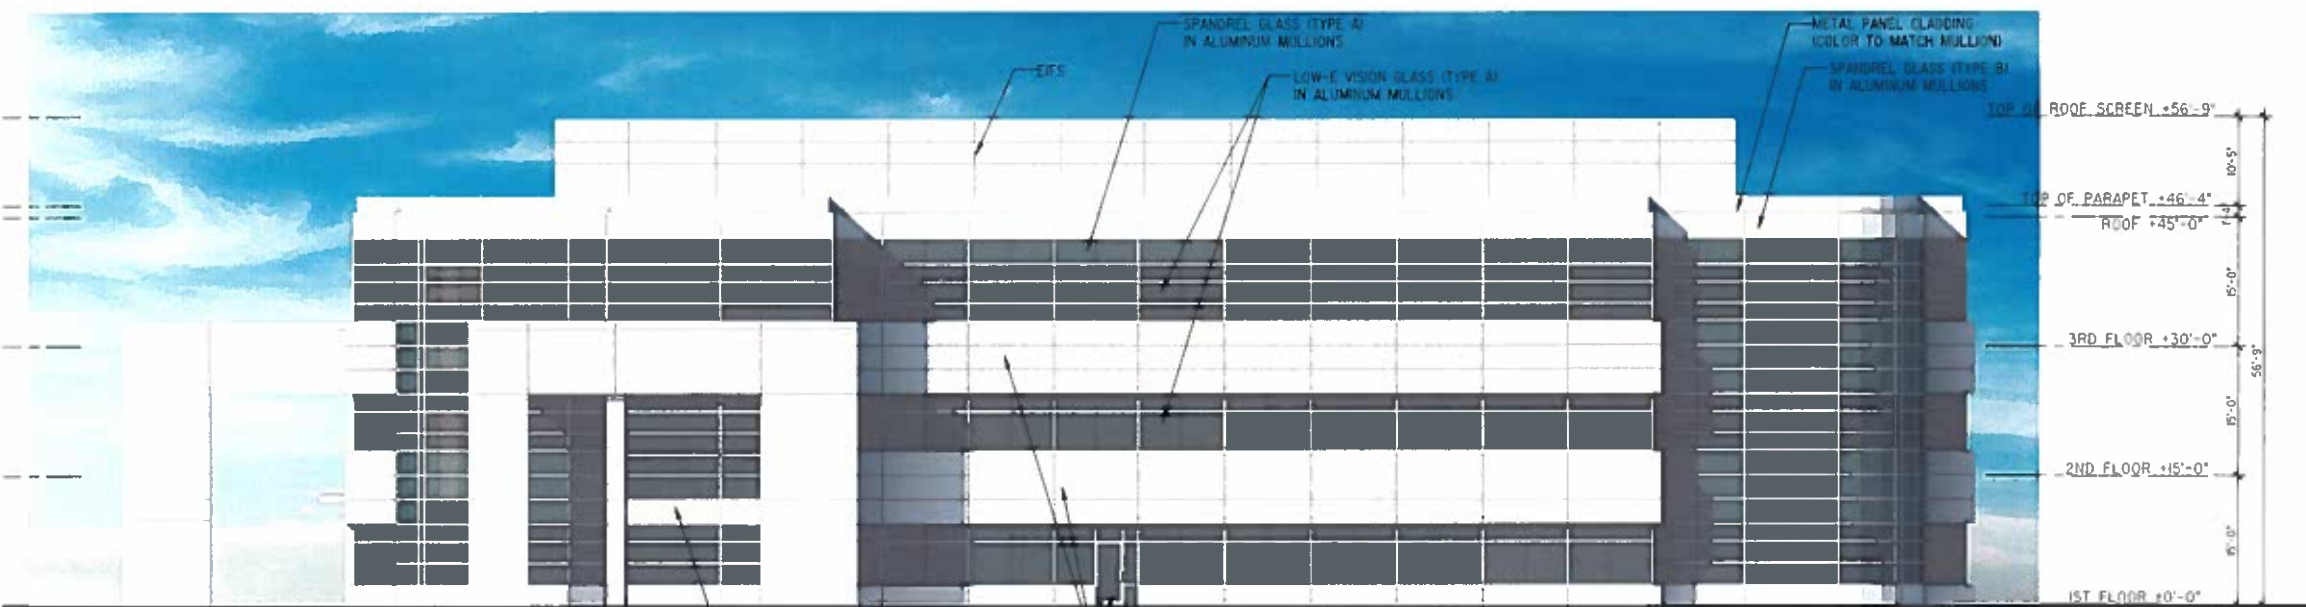 SPANDREL GLASS (TYPE A)
IN ALUMINUM MULLIONS
EIFS
LOW-E VISION GLASS (TYPE A)
IN ALUMINUM MULLIONS
METAL PANEL CLADDING
(COLOR TO MATCH MULLION)
SPANDREL GLASS (TYPE B)
IN ALUMINUM MULLIONS
TOP OF ROOF SCREEN +56'-9"
10'-5"
TOP OF PARAPET +46'-4"
ROOF +45'-0"
15'-0"
3RD FLOOR +30'-0"
56'-9"
15'-0"
2ND FLOOR +15'-0"
15'-0"
1ST FLOOR ±0'-0"